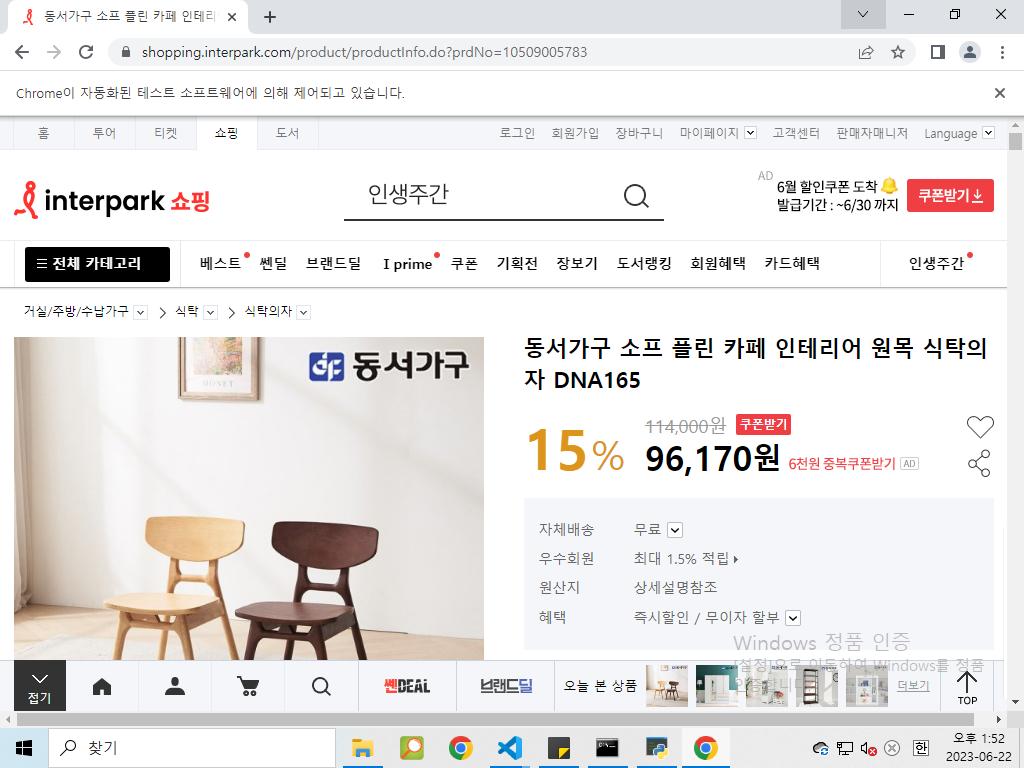 동서가구 소프 플린 카페 인테리
shopping.interpark.com/product/productInfo.do?prdNo=10509005783
Chrome이 자동화된 테스트 소프트웨어에 의해 제어되고 있습니다.
홈 투어 티켓 쇼핑 도서 로그인 회원가입 장바구니 마이페이지 고객센터 판매자매니저 Language
interpark 쇼핑
인생주간
AD
6월 할인쿠폰 도착
발급기간 : ~6/30 까지
쿠폰받기
전체 카테고리 베스트 쎈딜 브랜드딜 I prime 쿠폰 기획전 장보기 도서랭킹 회원혜택 카드혜택 인생주간
거실/주방/수납가구 식탁 식탁의자
동서가구
MONET
동서가구 소프 플린 카페 인테리어 원목 식탁의
자 DNA165
15%
114,000원 쿠폰받기
96,170원 6천원 중복쿠폰받기 AD
자체배송 무료
우수회원 최대 1.5% 적립
원산지 상세설명참조
혜택 즉시할인 / 무이자 할부
Windows 정품 인증
[설정]으로 이동하여 Windows를 정품
접기
쎈DEAL
브랜드딜
오늘 본 상품
더보기
TOP
찾기
한
오후 1:52
2023-06-22